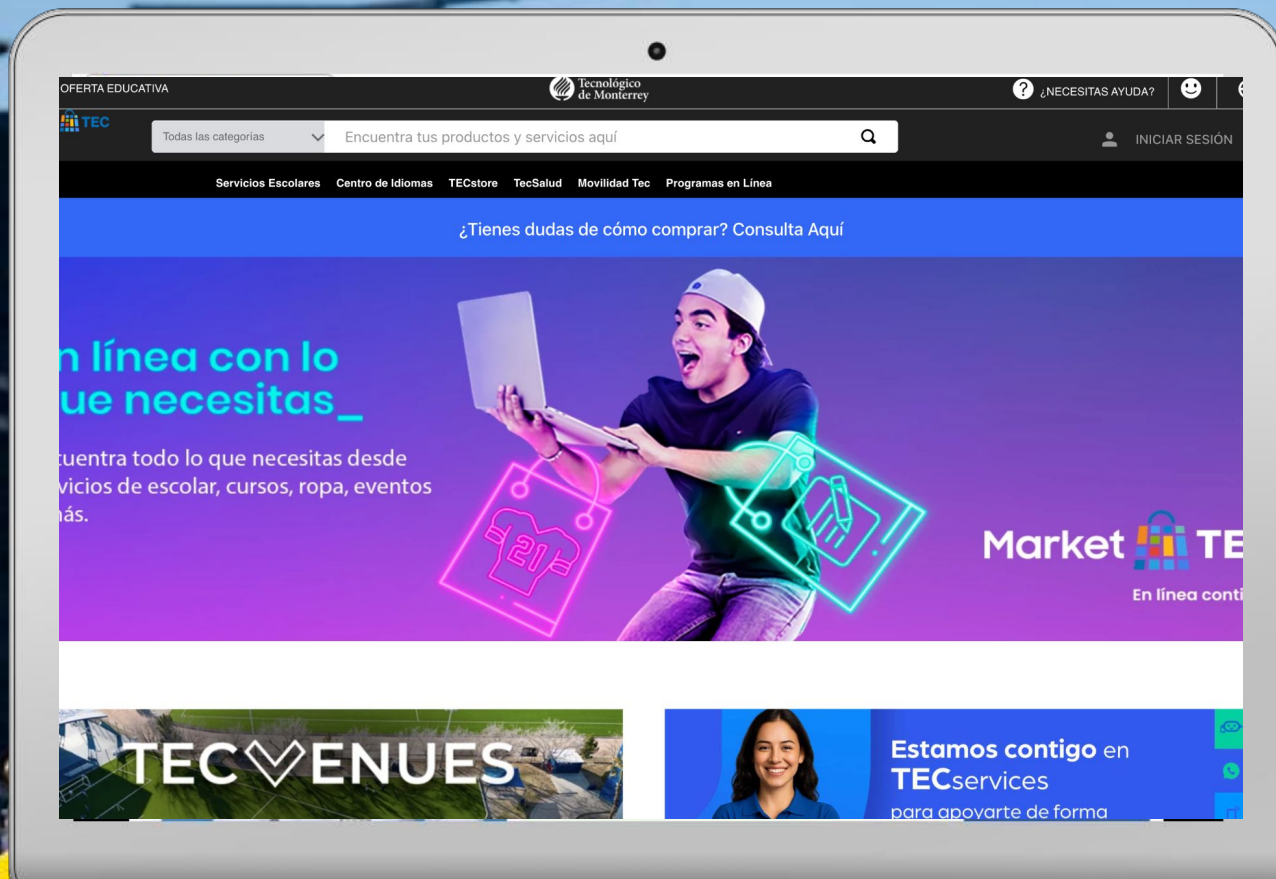 OFERTA EDUCATIVA
Tecnológico
de Monterrey
¿NECESITAS AYUDA?
TEC
Todas las categorías
Encuentra tus productos y servicios aquí
INICIAR SESIÓN
Servicios Escolares Centro de Idiomas TECstore TecSalud Movilidad Tec Programas en Línea
¿Tienes dudas de cómo comprar? Consulta Aquí
n línea con lo
ue necesitas_
cuentra todo lo que necesitas desde
vicios de escolar, cursos, ropa, eventos
más.
21
Market TE
En línea conti
TECVENUES
Estamos contigo en
TECservices
para apoyarte de forma